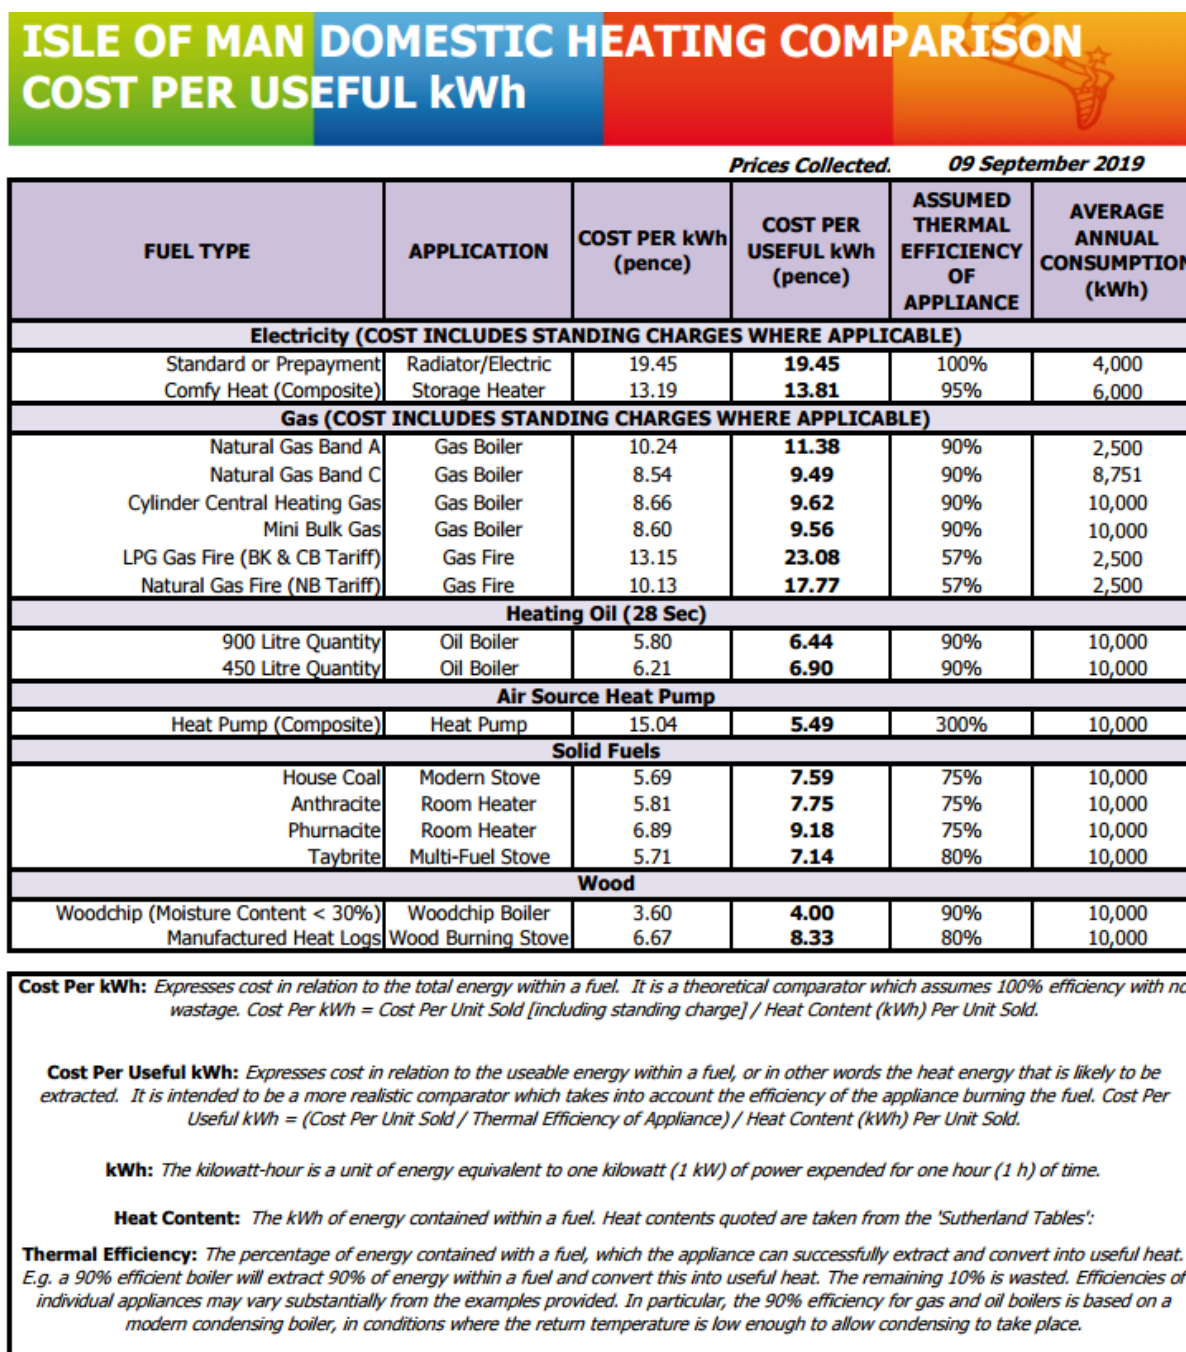 ISLE OF MAN DOMESTIC HEATING COMPARISON
COST PER USEFUL kWh
Prices Collected: 09 September 2019
FUEL TYPE APPLICATION COST PER kWh (pence) COST PER USEFUL kWh (pence) ASSUMED THERMAL EFFICIENCY OF APPLIANCE AVERAGE ANNUAL CONSUMPTION (kWh)
Electricity (COST INCLUDES STANDING CHARGES WHERE APPLICABLE)
Standard or Prepayment Radiator/Electric 19.45 19.45 100% 4,000
Comfy Heat (Composite) Storage Heater 13.19 13.81 95% 6,000
Gas (COST INCLUDES STANDING CHARGES WHERE APPLICABLE)
Natural Gas Band A Gas Boiler 10.24 11.38 90% 2,500
Natural Gas Band C Gas Boiler 8.54 9.49 90% 8,751
Cylinder Central Heating Gas Gas Boiler 8.66 9.62 90% 10,000
Mini Bulk Gas Gas Boiler 8.60 9.56 90% 10,000
LPG Gas Fire (BK & CB Tariff) Gas Fire 13.15 23.08 57% 2,500
Natural Gas Fire (NB Tariff) Gas Fire 10.13 17.77 57% 2,500
Heating Oil (28 Sec)
900 Litre Quantity Oil Boiler 5.80 6.44 90% 10,000
450 Litre Quantity Oil Boiler 6.21 6.90 90% 10,000
Air Source Heat Pump
Heat Pump (Composite) Heat Pump 15.04 5.49 300% 10,000
Solid Fuels
House Coal Modern Stove 5.69 7.59 75% 10,000
Anthracite Room Heater 5.81 7.75 75% 10,000
Phurnacite Room Heater 6.89 9.18 75% 10,000
Taybrite Multi-Fuel Stove 5.71 7.14 80% 10,000
Wood
Woodchip (Moisture Content < 30%) Woodchip Boiler 3.60 4.00 90% 10,000
Manufactured Heat Logs Wood Burning Stove 6.67 8.33 80% 10,000
Cost Per kWh: Expresses cost in relation to the total energy within a fuel. It is a theoretical comparator which assumes 100% efficiency with no
wastage. Cost Per kWh = Cost Per Unit Sold [including standing charge] / Heat Content (kWh) Per Unit Sold.
Cost Per Useful kWh: Expresses cost in relation to the useable energy within a fuel, or in other words the heat energy that is likely to be
extracted. It is intended to be a more realistic comparator which takes into account the efficiency of the appliance burning the fuel. Cost Per
Useful kWh = (Cost Per Unit Sold / Thermal Efficiency of Appliance) / Heat Content (kWh) Per Unit Sold.
kWh: The kilowatt-hour is a unit of energy equivalent to one kilowatt (1 kW) of power expended for one hour (1 h) of time.
Heat Content: The kWh of energy contained within a fuel. Heat contents quoted are taken from the 'Sutherland Tables':
Thermal Efficiency: The percentage of energy contained with a fuel, which the appliance can successfully extract and convert into useful heat.
E.g. a 90% efficient boiler will extract 90% of energy within a fuel and convert this into useful heat. The remaining 10% is wasted. Efficiencies of
individual appliances may vary substantially from the examples provided. In particular, the 90% efficiency for gas and oil boilers is based on a
modern condensing boiler, in conditions where the return temperature is low enough to allow condensing to take place.